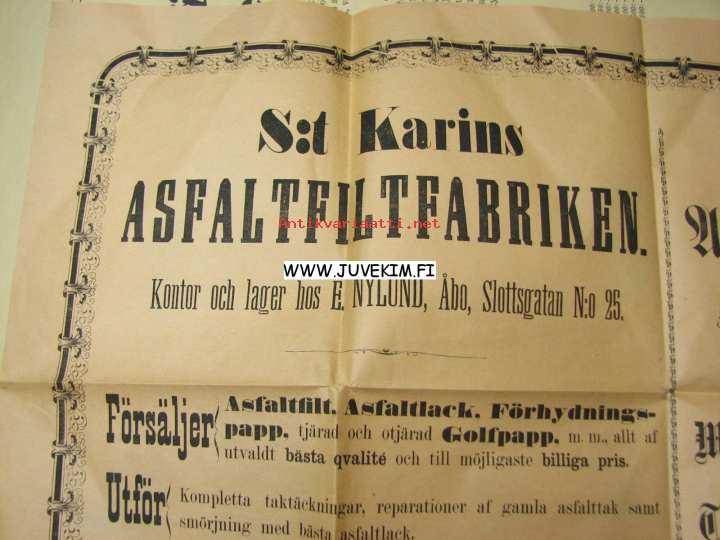 S:t Karins
ASFALTFILTFABRIKEN.
Antikvariaatti.net
WWW.JUVEKIM.FI
Kontor och lager hos E. NYLUND, Åbo, Slottsgatan N:o 25.
Försäljer
Asfaltfilt, Asfaltlack, Förhydnings-
papp, tjärad och otjärad Golfpapp, m. m., allt af
utvaldt bästa qvalité och till möjligaste billiga pris.
Utför
Kompletta taktäckningar, reparationer af gamla asfalttak samt
smörjning med bästa asfaltlack.